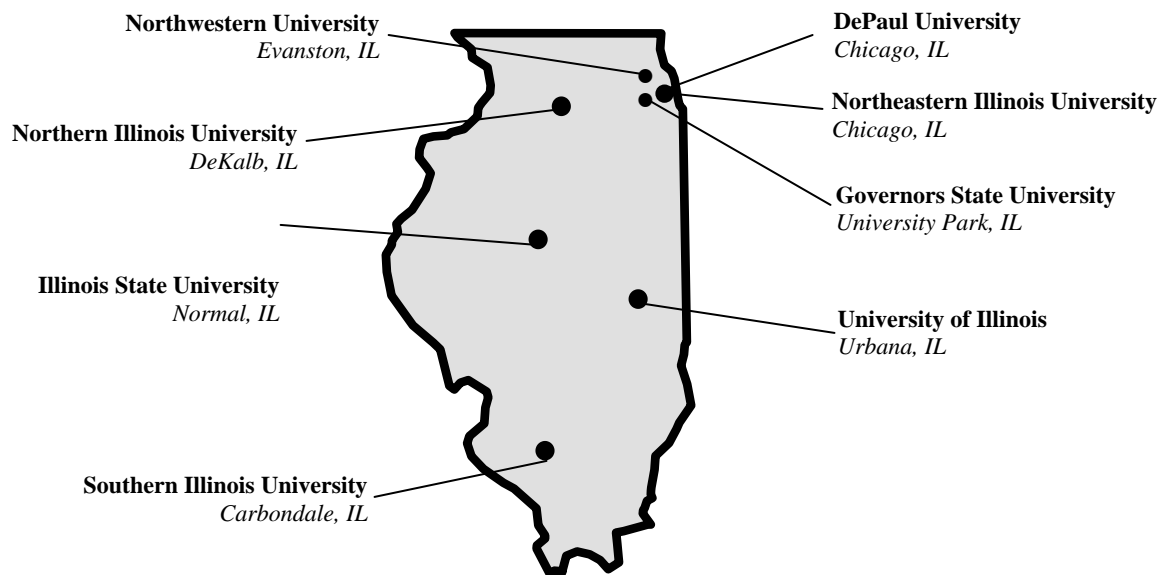 Northwestern University
Evanston, IL
DePaul University
Chicago, IL
Northeastern Illinois University
Chicago, IL
Northern Illinois University
DeKalb, IL
Governors State University
University Park, IL
Illinois State University
Normal, IL
University of Illinois
Urbana, IL
Southern Illinois University
Carbondale, IL